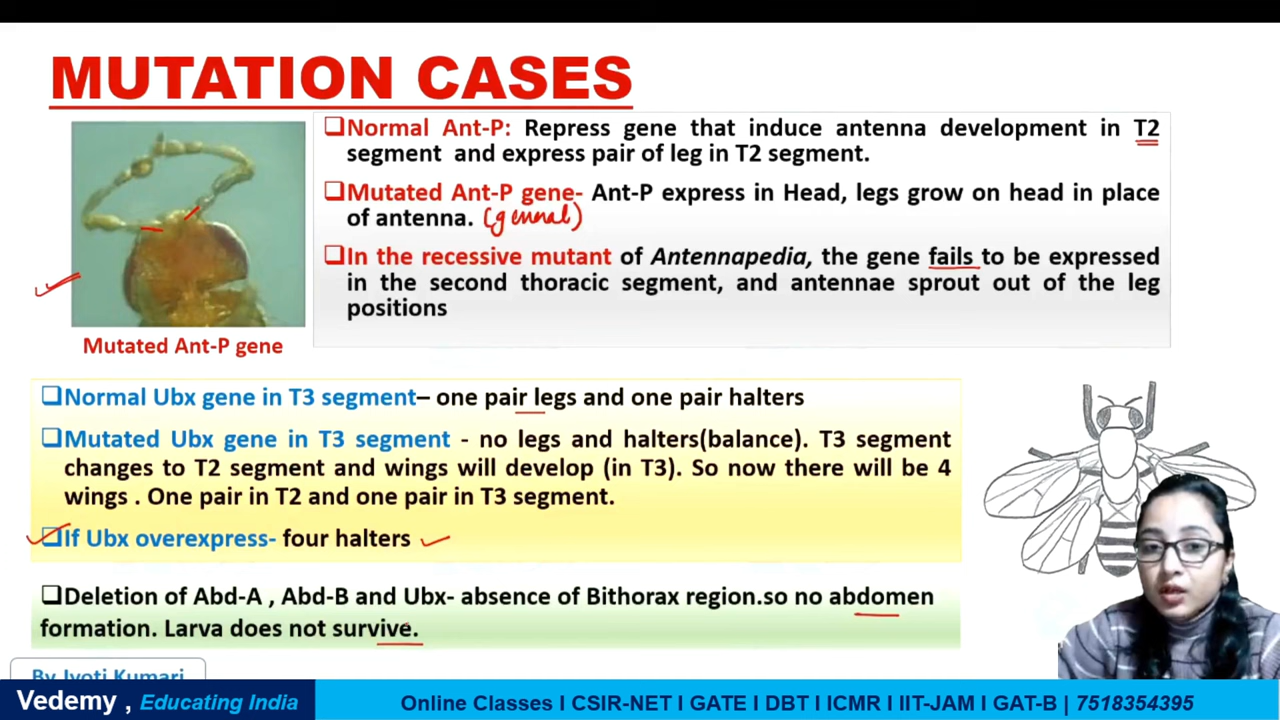 MUTATION CASES
❑Normal Ant-P: Repress gene that induce antenna development in T2
segment and express pair of leg in T2 segment.
❑Mutated Ant-P gene- Ant-P express in Head, legs grow on head in place
of antenna.
❑In the recessive mutant of Antennapedia, the gene fails to be expressed
in the second thoracic segment, and antennae sprout out of the leg
positions
Mutated Ant-P gene
❑Normal Ubx gene in T3 segment– one pair legs and one pair halters
❑Mutated Ubx gene in T3 segment - no legs and halters(balance). T3 segment
changes to T2 segment and wings will develop (in T3). So now there will be 4
wings . One pair in T2 and one pair in T3 segment.
❑If Ubx overexpress- four halters
❑Deletion of Abd-A , Abd-B and Ubx- absence of Bithorax region.so no abdomen
formation. Larva does not survive.
By Jyoti Kumari
Vedemy , Educating India
Online Classes I CSIR-NET I GATE I DBT I ICMR I IIT-JAM I GAT-B | 7518354395